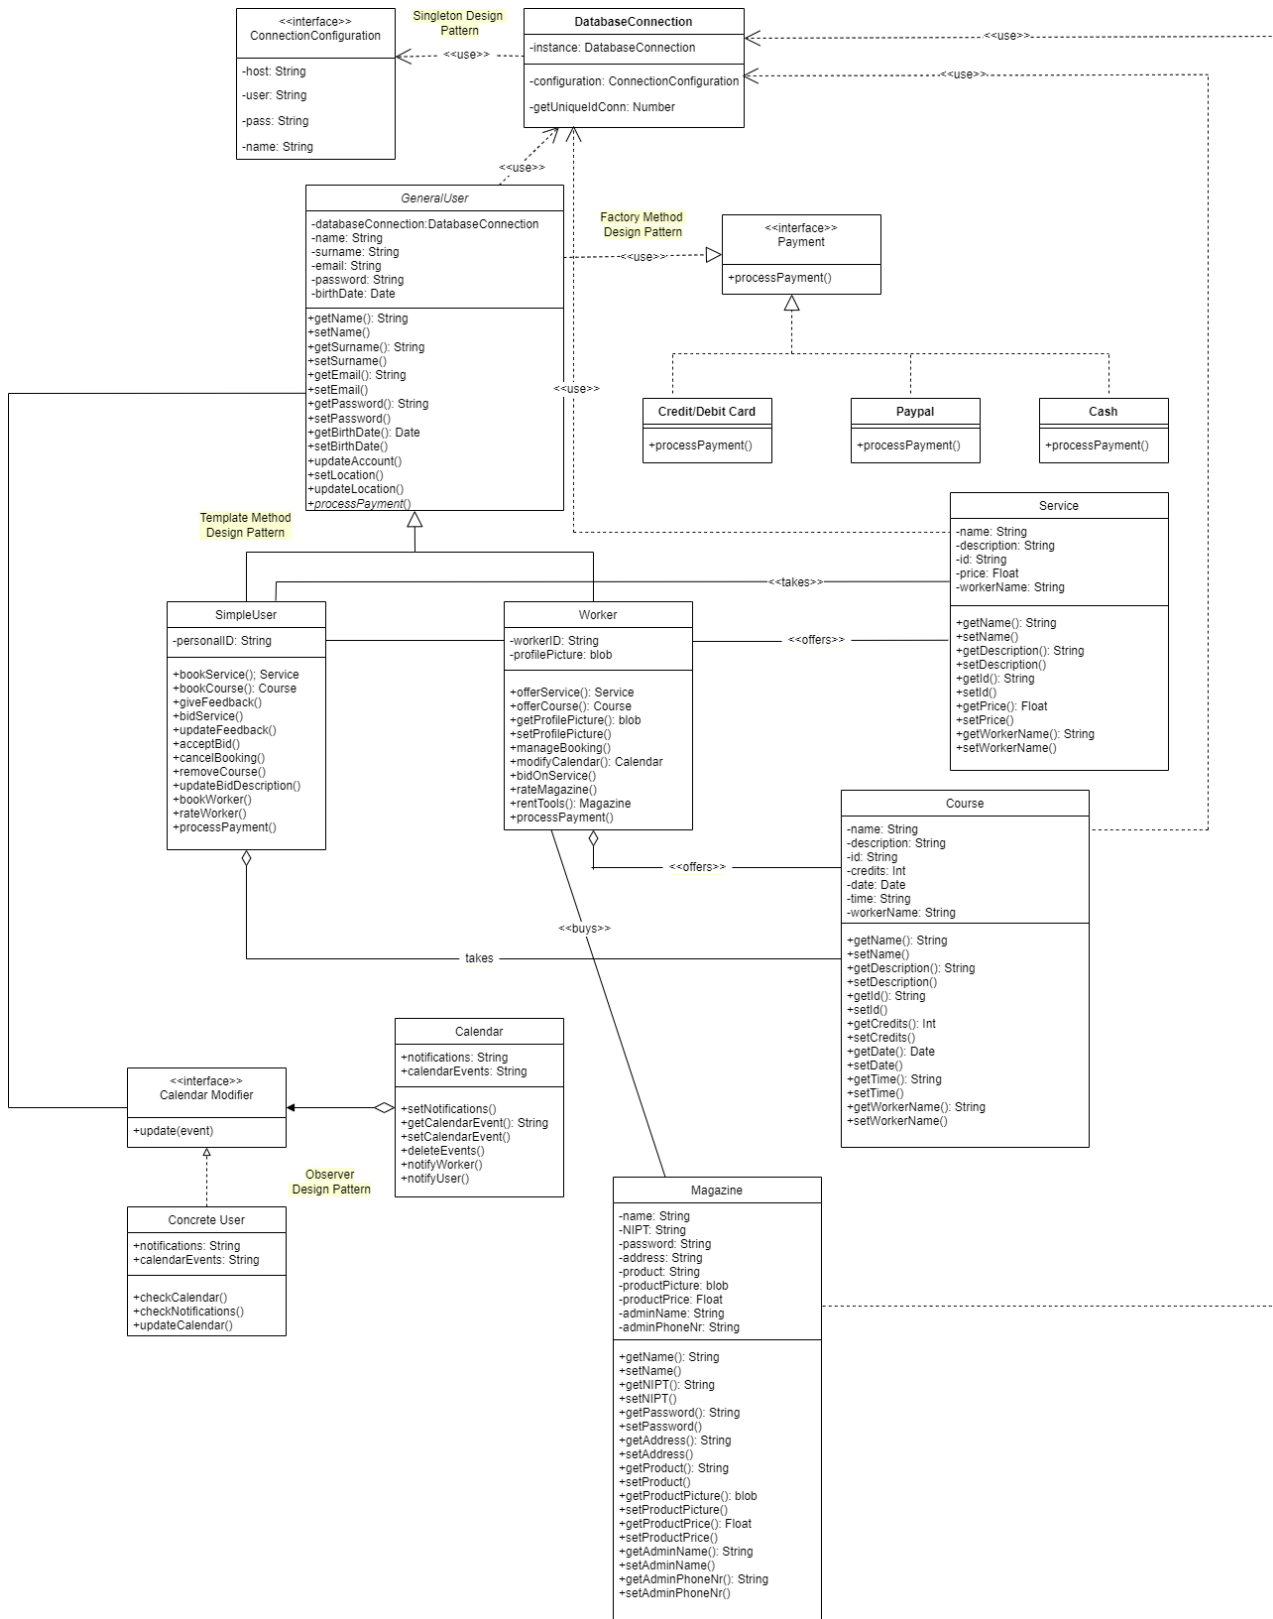 <<interface>>
ConnectionConfiguration
-host: String
-user: String
-pass: String
-name: String
Singleton Design
Pattern
<<use>>
DatabaseConnection
-instance: DatabaseConnection
-configuration: ConnectionConfiguration
-getUniqueIdConn: Number
<<use>>
<<use>>
<<use>>
GeneralUser
-databaseConnection:DatabaseConnection
-name: String
-surname: String
-email: String
-password: String
-birthDate: Date
+getName(): String
+setName()
+getSurname(): String
+setSurname()
+getEmail(): String
+setEmail()
+getPassword(): String
+setPassword()
+getBirthDate(): Date
+setBirthDate()
+updateAccount()
+setLocation()
+updateLocation()
+processPayment()
Factory Method
Design Pattern
<<use>>
<<interface>>
Payment
+processPayment()
<<use>>
Credit/Debit Card
+processPayment()
Paypal
+processPayment()
Cash
+processPayment()
Template Method
Design Pattern
Service
-name: String
-description: String
-id: String
-price: Float
-workerName: String
+getName(): String
+setName()
+getDescription(): String
+setDescription()
+getId(): String
+setId()
+getPrice(): Float
+setPrice()
+getWorkerName(): String
+setWorkerName()
<<takes>>
SimpleUser
-personalID: String
+bookService(); Service
+bookCourse(): Course
+giveFeedback()
+bidService()
+updateFeedback()
+acceptBid()
+cancelBooking()
+removeCourse()
+updateBidDescription()
+bookWorker()
+rateWorker()
+processPayment()
Worker
-workerID: String
-profilePicture: blob
+offerService(): Service
+offerCourse(): Course
+getProfilePicture(): blob
+setProfilePicture()
+manageBooking()
+modifyCalendar(): Calendar
+bidOnService()
+rateMagazine()
+rentTools(): Magazine
+processPayment()
<<offers>>
<<offers>>
Course
-name: String
-description: String
-id: String
-credits: Int
-date: Date
-time: String
-workerName: String
+getName(): String
+setName()
+getDescription(): String
+setDescription()
+getId(): String
+setId()
+getCredits(): Int
+setCredits()
+getDate(): Date
+setDate()
+getTime(): String
+setTime()
+getWorkerName(): String
+setWorkerName()
<<buys>>
takes
Calendar
+notifications: String
+calendarEvents: String
+setNotifications()
+getCalendarEvent(): String
+setCalendarEvent()
+deleteEvents()
+notifyWorker()
+notifyUser()
<<interface>>
Calendar Modifier
+update(event)
Observer
Design Pattern
Concrete User
+notifications: String
+calendarEvents: String
+checkCalendar()
+checkNotifications()
+updateCalendar()
Magazine
-name: String
-NIPT: String
-password: String
-address: String
-product: String
-productPicture: blob
-productPrice: Float
-adminName: String
-adminPhoneNr: String
+getName(): String
+setName()
+getNIPT(): String
+setNIPT()
+getPassword(): String
+setPassword()
+getAddress(): String
+setAddress()
+getProduct(): String
+setProduct()
+getProductPicture(): blob
+setProductPicture()
+getProductPrice(): Float
+setProductPrice()
+getAdminName(): String
+setAdminName()
+getAdminPhoneNr(): String
+setAdminPhoneNr()